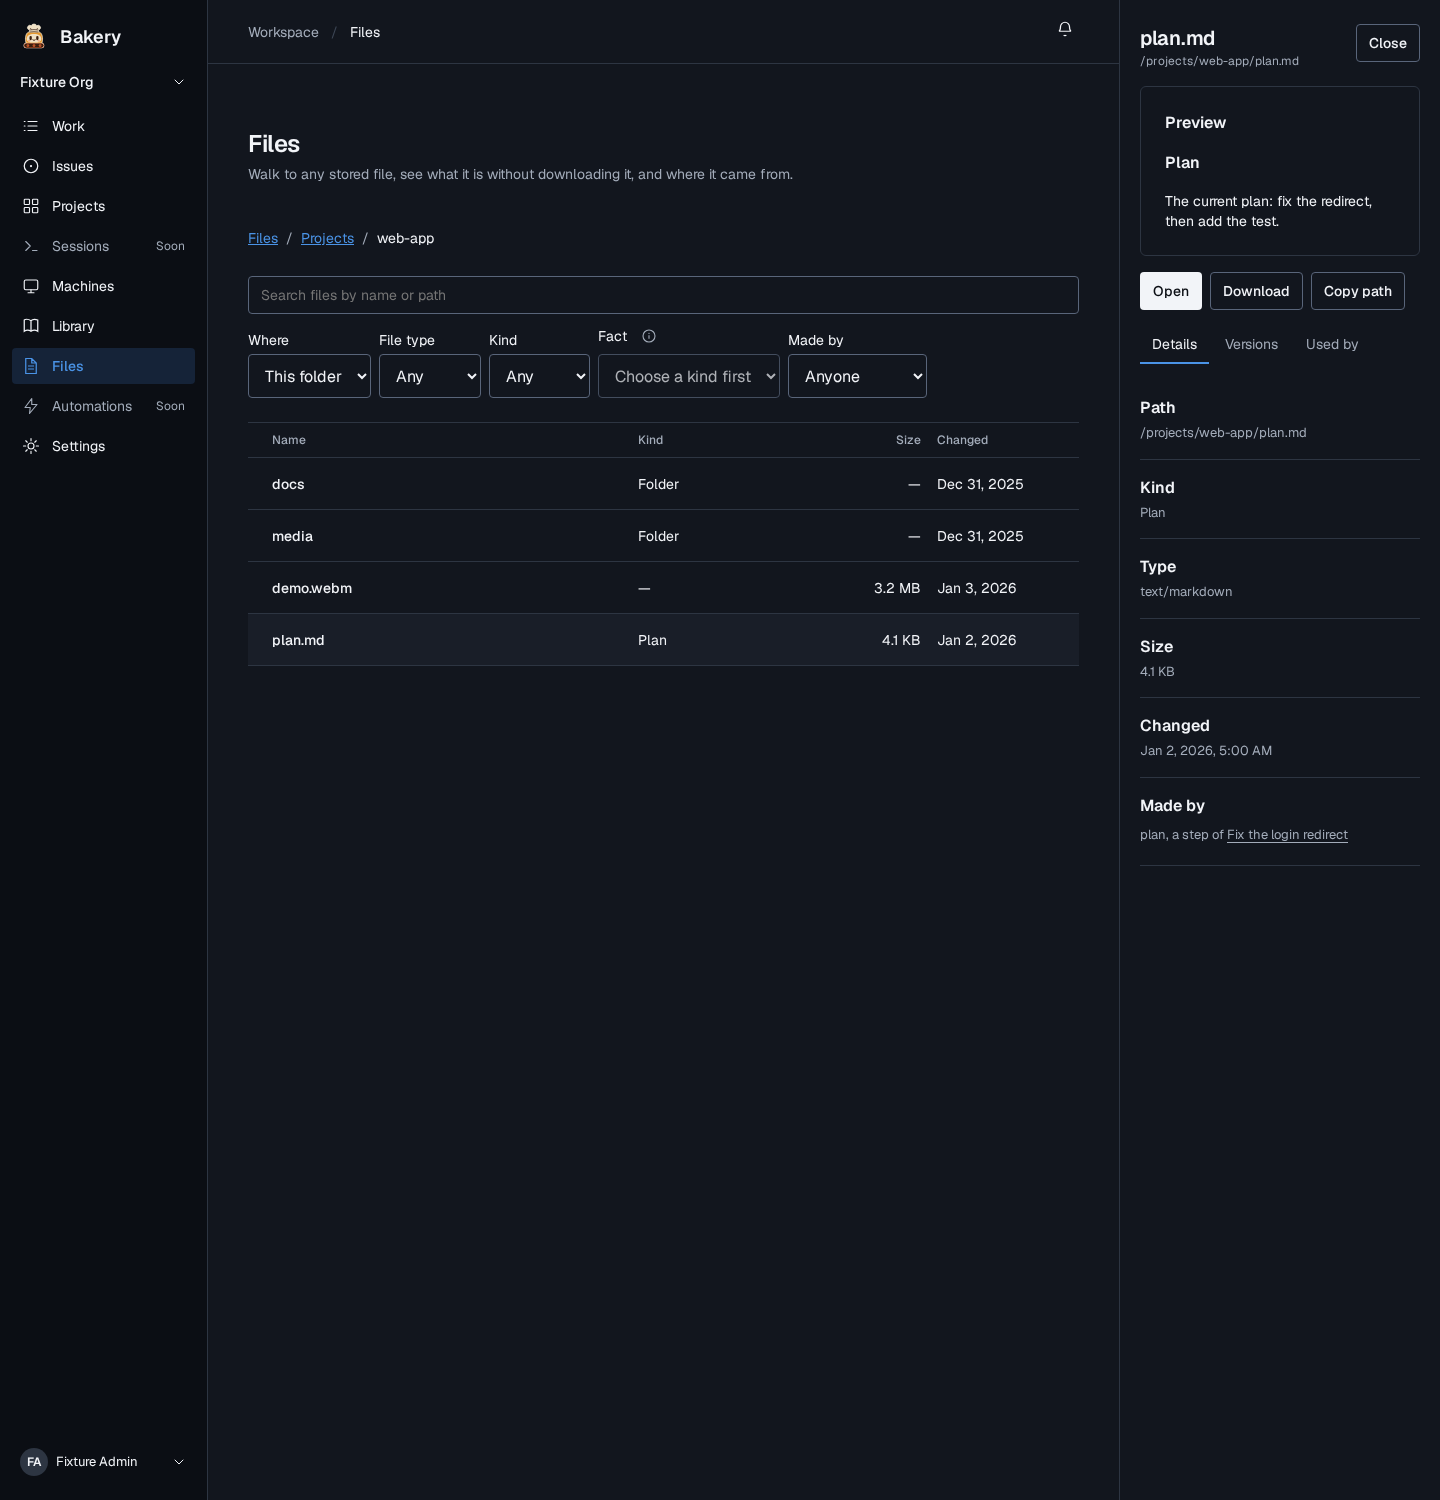 Bakery
Fixture Org
Work
Issues
Projects
Sessions Soon
Machines
Library
Files
Automations Soon
Settings
FA Fixture Admin
Workspace / Files
Files
Walk to any stored file, see what it is without downloading it, and where it came from.
Files / Projects / web-app
Search files by name or path
Where File type Kind Fact Made by
This folder Any Any Choose a kind first Anyone
Name Kind Size Changed
docs Folder — Dec 31, 2025
media Folder — Dec 31, 2025
demo.webm — 3.2 MB Jan 3, 2026
plan.md Plan 4.1 KB Jan 2, 2026
plan.md
/projects/web-app/plan.md
Close
Preview
Plan
The current plan: fix the redirect,
then add the test.
Open Download Copy path
Details Versions Used by
Path
/projects/web-app/plan.md
Kind
Plan
Type
text/markdown
Size
4.1 KB
Changed
Jan 2, 2026, 5:00 AM
Made by
plan, a step of Fix the login redirect